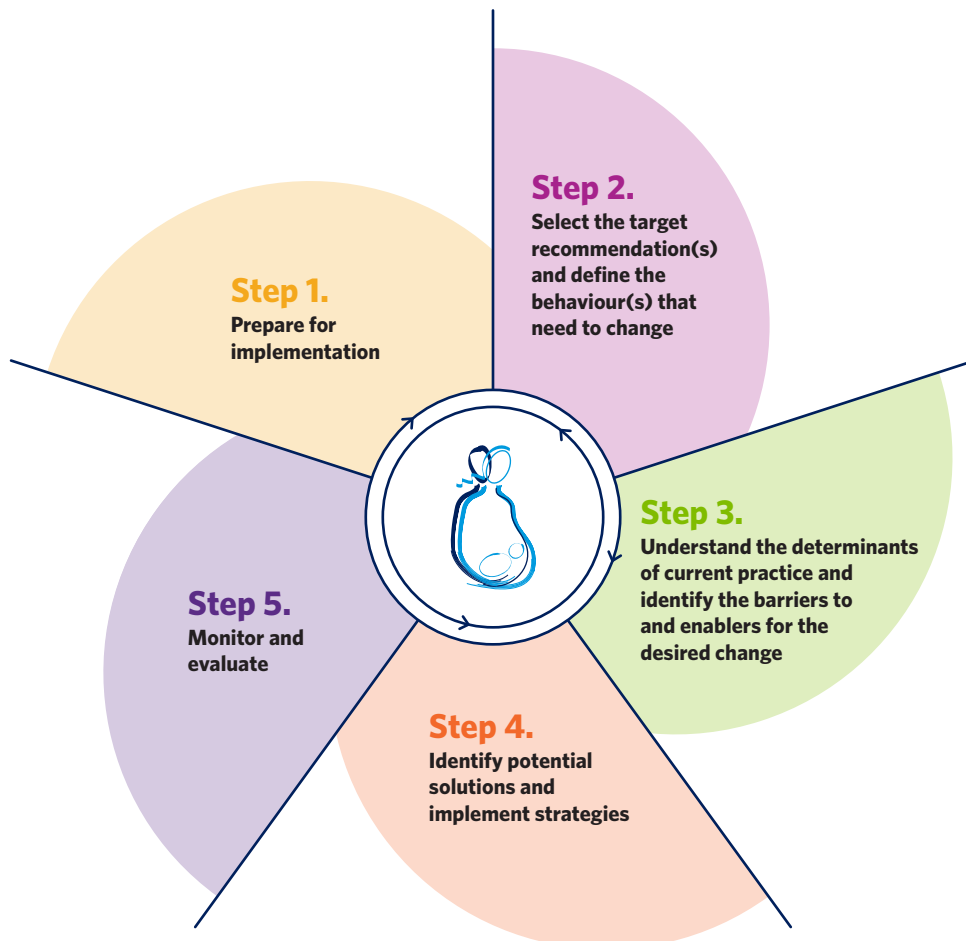 Step 1.
Prepare for
implementation
Step 2.
Select the target
recommendation(s)
and define the
behaviour(s) that
need to change
Step 3.
Understand the determinants
of current practice and
identify the barriers to
and enablers for the
desired change
Step 4.
Identify potential
solutions and
implement strategies
Step 5.
Monitor and
evaluate